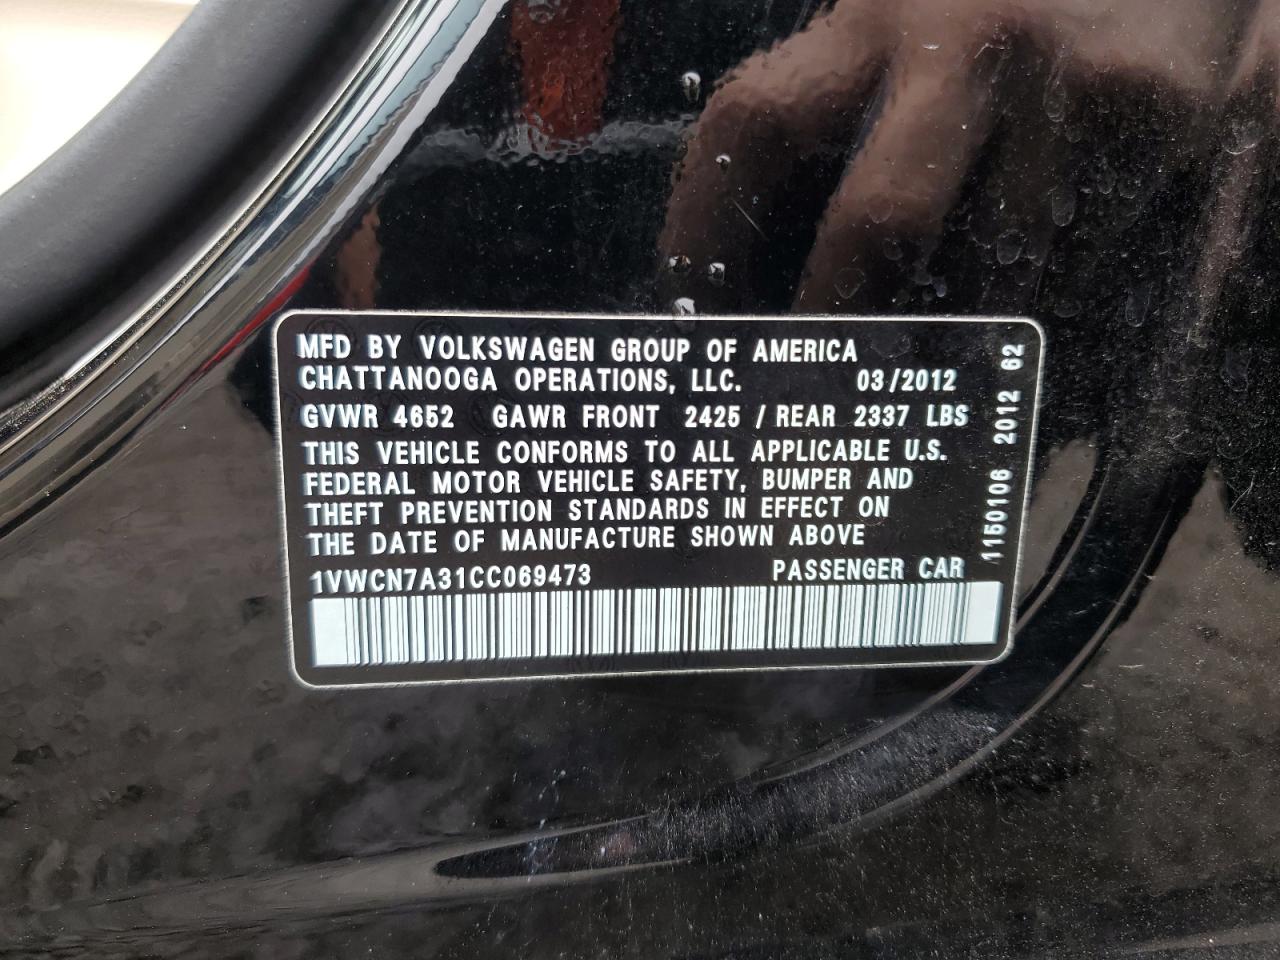 MFD BY VOLKSWAGEN GROUP OF AMERICA
CHATTANOOGA OPERATIONS, LLC. 03/2012
GVWR 4652 GAWR FRONT 2425 / REAR 2337 LBS
THIS VEHICLE CONFORMS TO ALL APPLICABLE U.S.
FEDERAL MOTOR VEHICLE SAFETY, BUMPER AND
THEFT PREVENTION STANDARDS IN EFFECT ON
THE DATE OF MANUFACTURE SHOWN ABOVE
1VWCN7A31CC069473 PASSENGER CAR
1150106 2012 62